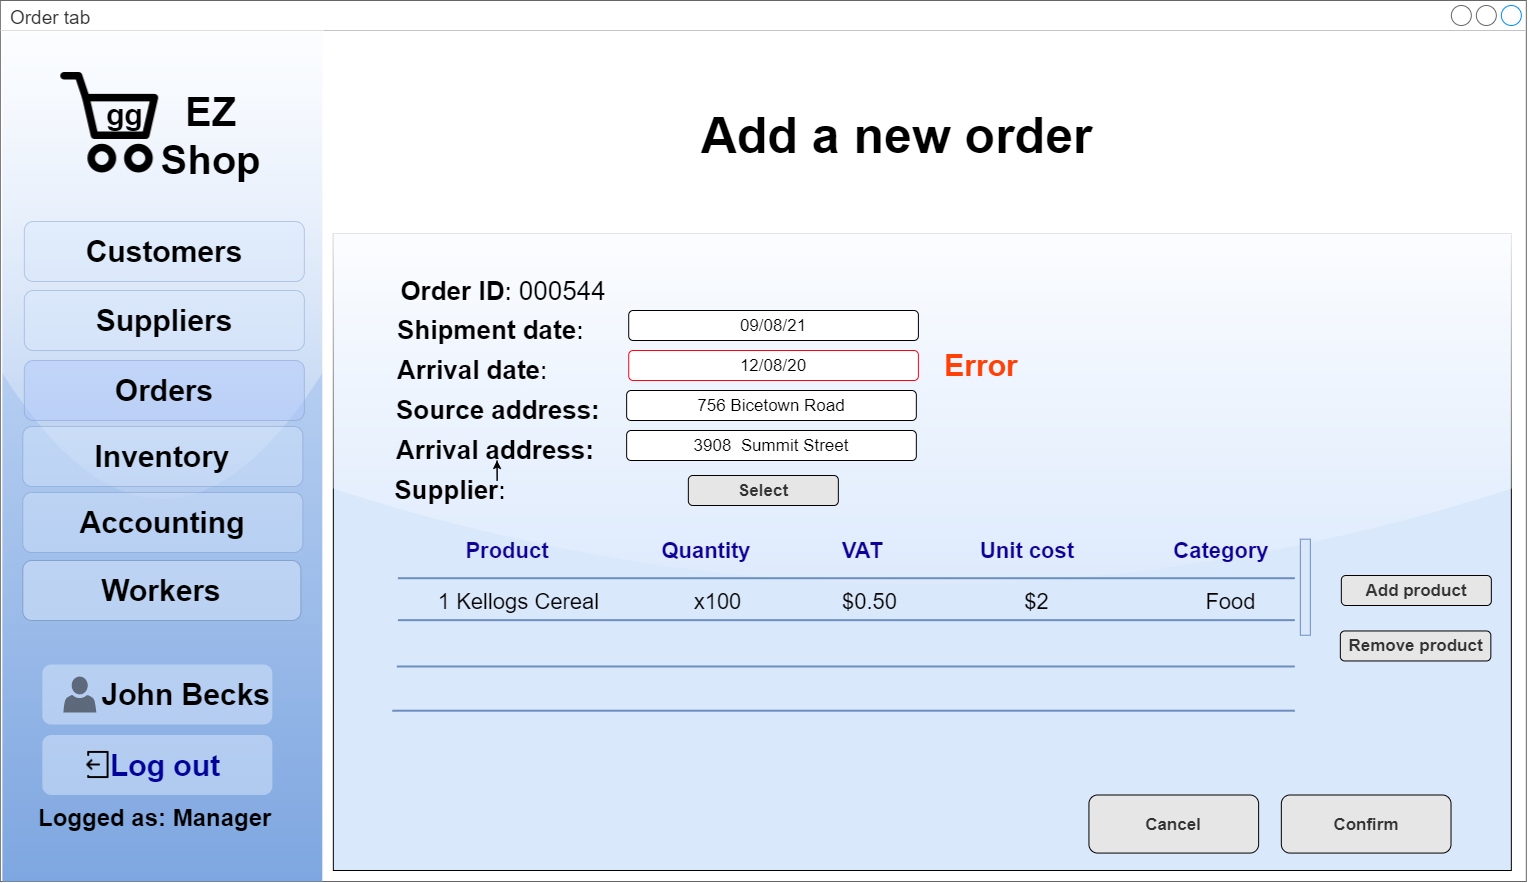 Order tab
gg
EZ
Shop
Customers
Suppliers
Orders
Inventory
Accounting
Workers
John Becks
Log out
Logged as: Manager
Add a new order
Order ID: 000544
Shipment date: 09/08/21
Arrival date: 12/08/20 Error
Source address: 756 Bicetown Road
Arrival address: 3908 Summit Street
Supplier: Select
Product Quantity VAT Unit cost Category
1 Kellogs Cereal x100 $0.50 $2 Food
Add product
Remove product
Cancel Confirm